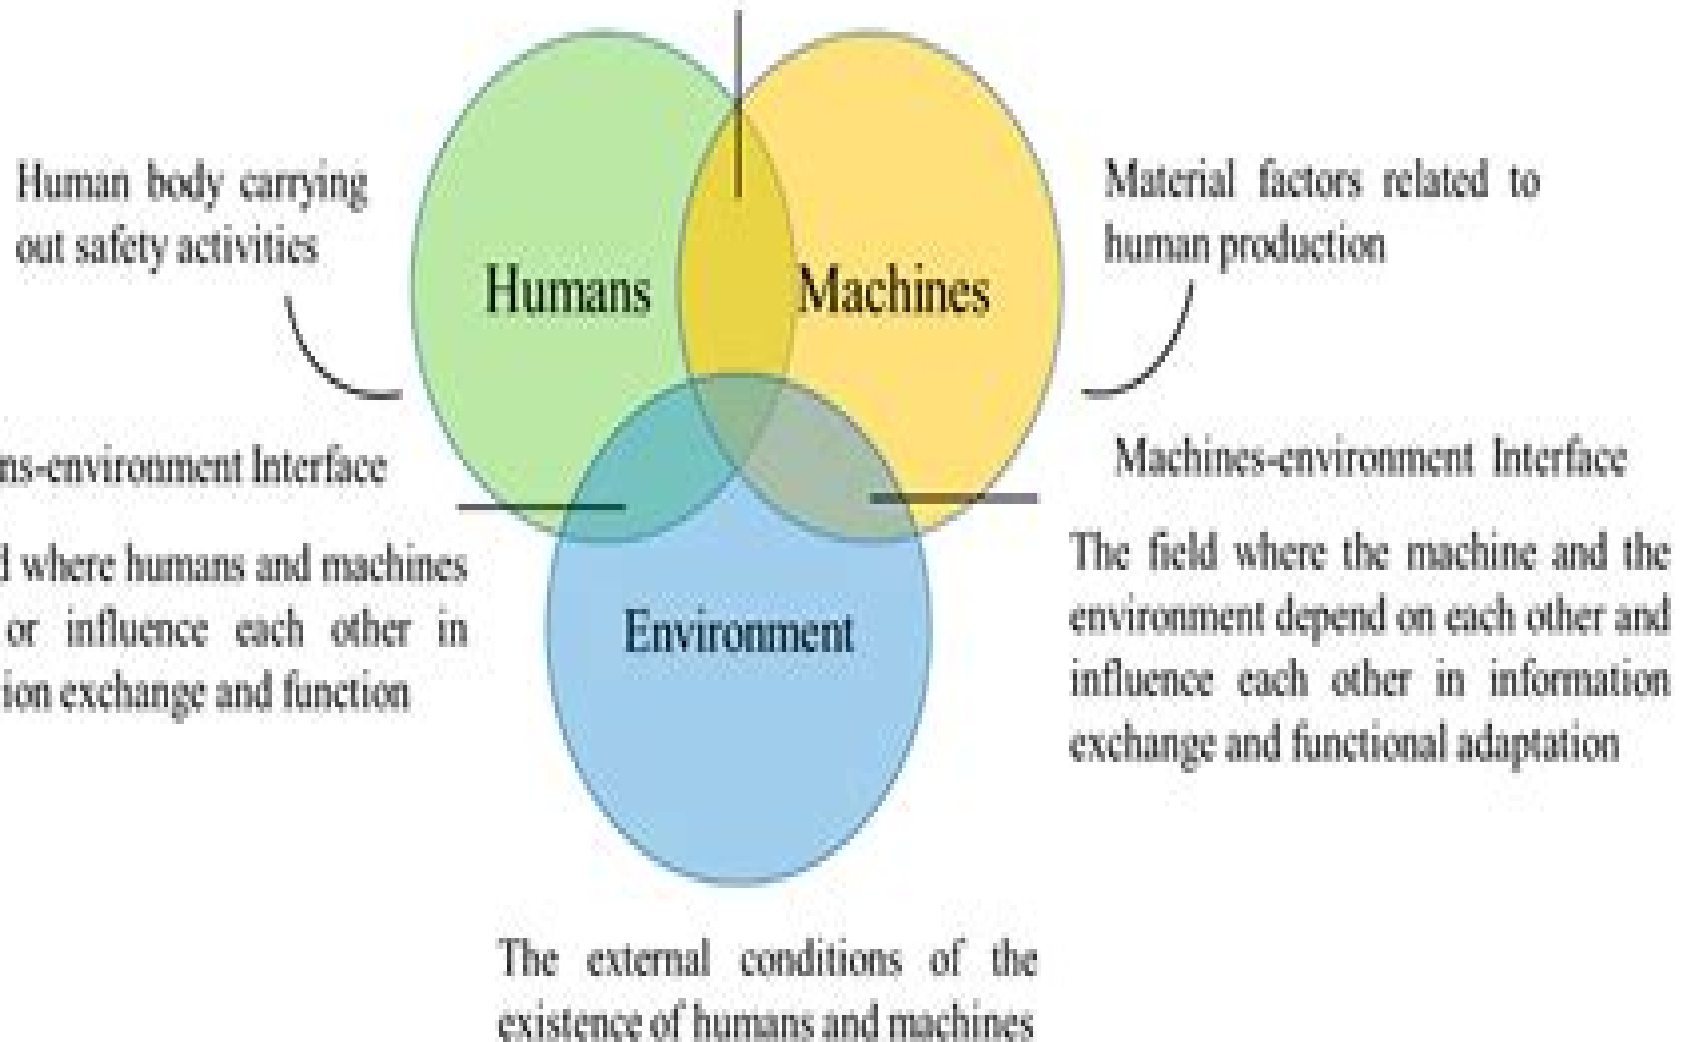 Human body carrying
out safety activities
Humans
Machines
Material factors related to
human production
ns-environment Interface
d where humans and machines
or influence each other in
ion exchange and function
Environment
Machines-environment Interface
The field where the machine and the
environment depend on each other and
influence each other in information
exchange and functional adaptation
The external conditions of the
existence of humans and machines